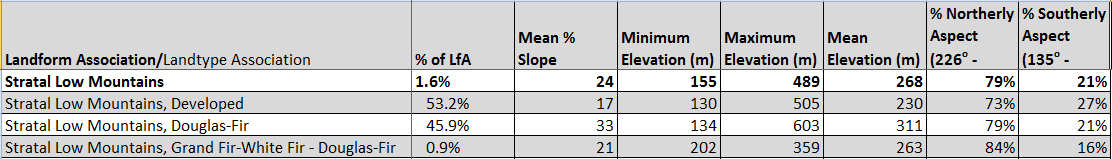 Landform Association/Landtype Association % of LfA Mean % Slope Minimum Elevation (m) Maximum Elevation (m) Mean Elevation (m) % Northerly Aspect (226° - % Southerly Aspect (135° -
Stratal Low Mountains 1.6% 24 155 489 268 79% 21%
Stratal Low Mountains, Developed 53.2% 17 130 505 230 73% 27%
Stratal Low Mountains, Douglas-Fir 45.9% 33 134 603 311 79% 21%
Stratal Low Mountains, Grand Fir-White Fir - Douglas-Fir 0.9% 21 202 359 263 84% 16%